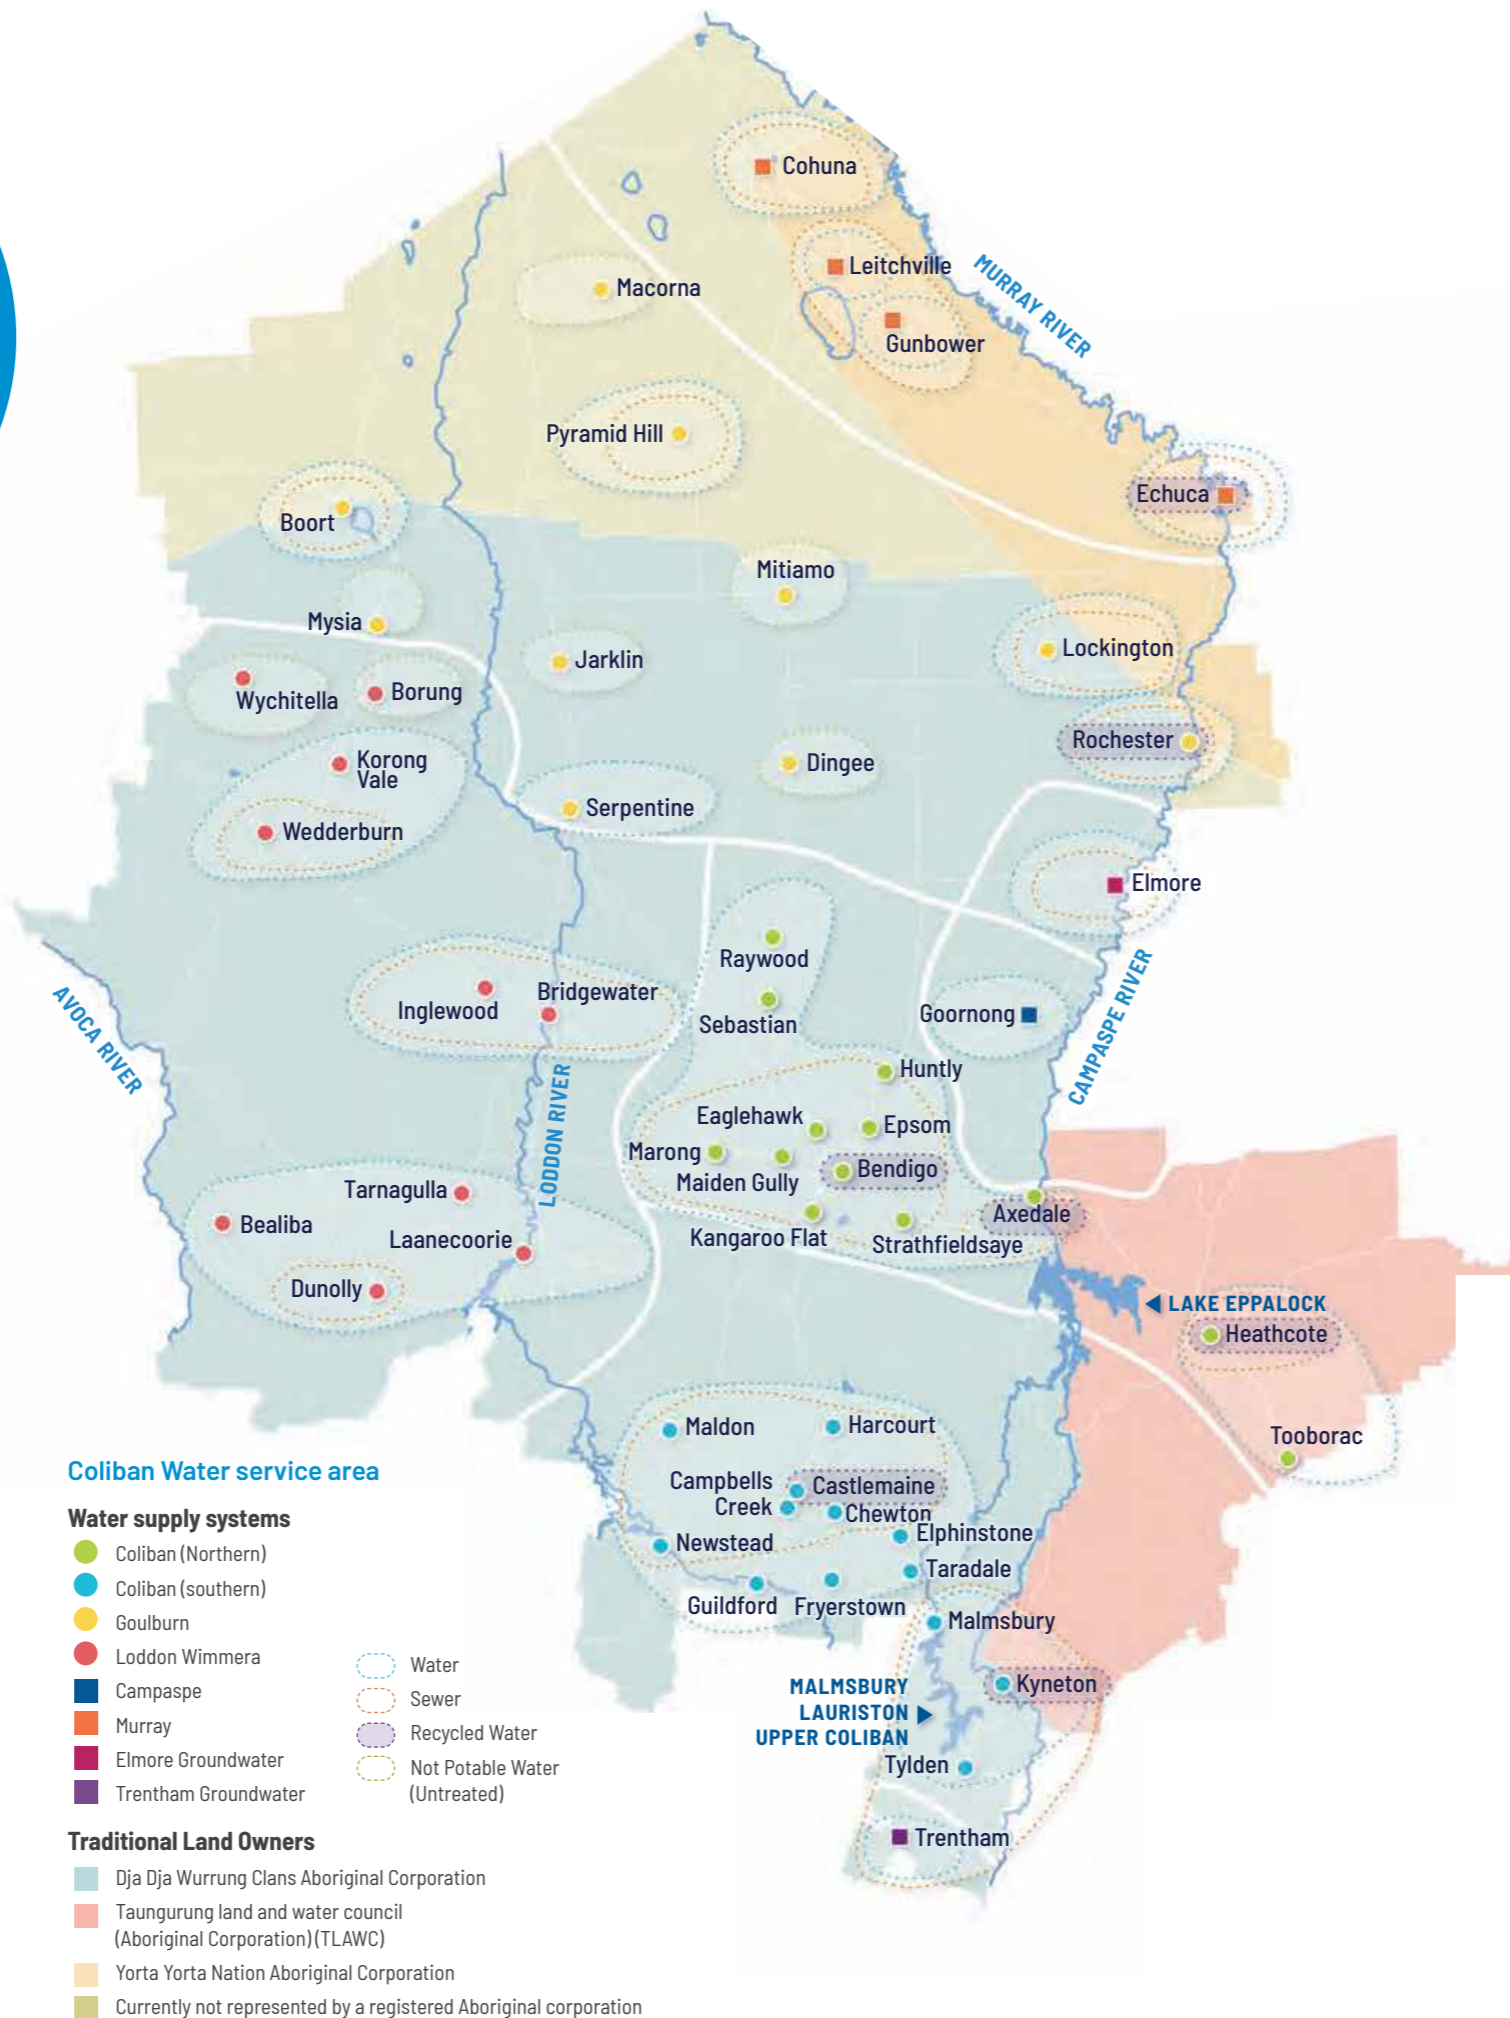 Cohuna
Leitchville
MURRAY RIVER
Macorna
Gunbower
Pyramid Hill
Echuca
Boort
Mitiamo
Mysia
Lockington
Jarklin
Wychitella
Borung
Rochester
Korong
Vale
Dingee
Serpentine
Wedderburn
Elmore
Raywood
CAMPASPE RIVER
AVOCA RIVER
Inglewood
Bridgewater
Sebastian
Goornong
Huntly
LODDON RIVER
Eaglehawk
Epsom
Marong
Maiden Gully
Bendigo
Tarnagulla
Axedale
Bealiba
Laanecoorie
Kangaroo Flat
Strathfieldsaye
Dunolly
LAKE EPPALOCK
Heathcote
Maldon
Harcourt
Tooborac
Campbells
Creek
Castlemaine
Chewton
Elphinstone
Newstead
Taradale
Guildford
Fryerstown
Malmsbury
Kyneton
MALMSBURY
LAURISTON
UPPER COLIBAN
Tylden
Trentham
Coliban Water service area
Water supply systems
Coliban (Northern)
Coliban (southern)
Goulburn
Loddon Wimmera
Campaspe
Murray
Elmore Groundwater
Trentham Groundwater
Water
Sewer
Recycled Water
Not Potable Water
(Untreated)
Traditional Land Owners
Dja Dja Wurrung Clans Aboriginal Corporation
Taungurung land and water council
(Aboriginal Corporation) (TLAWC)
Yorta Yorta Nation Aboriginal Corporation
Currently not represented by a registered Aboriginal corporation